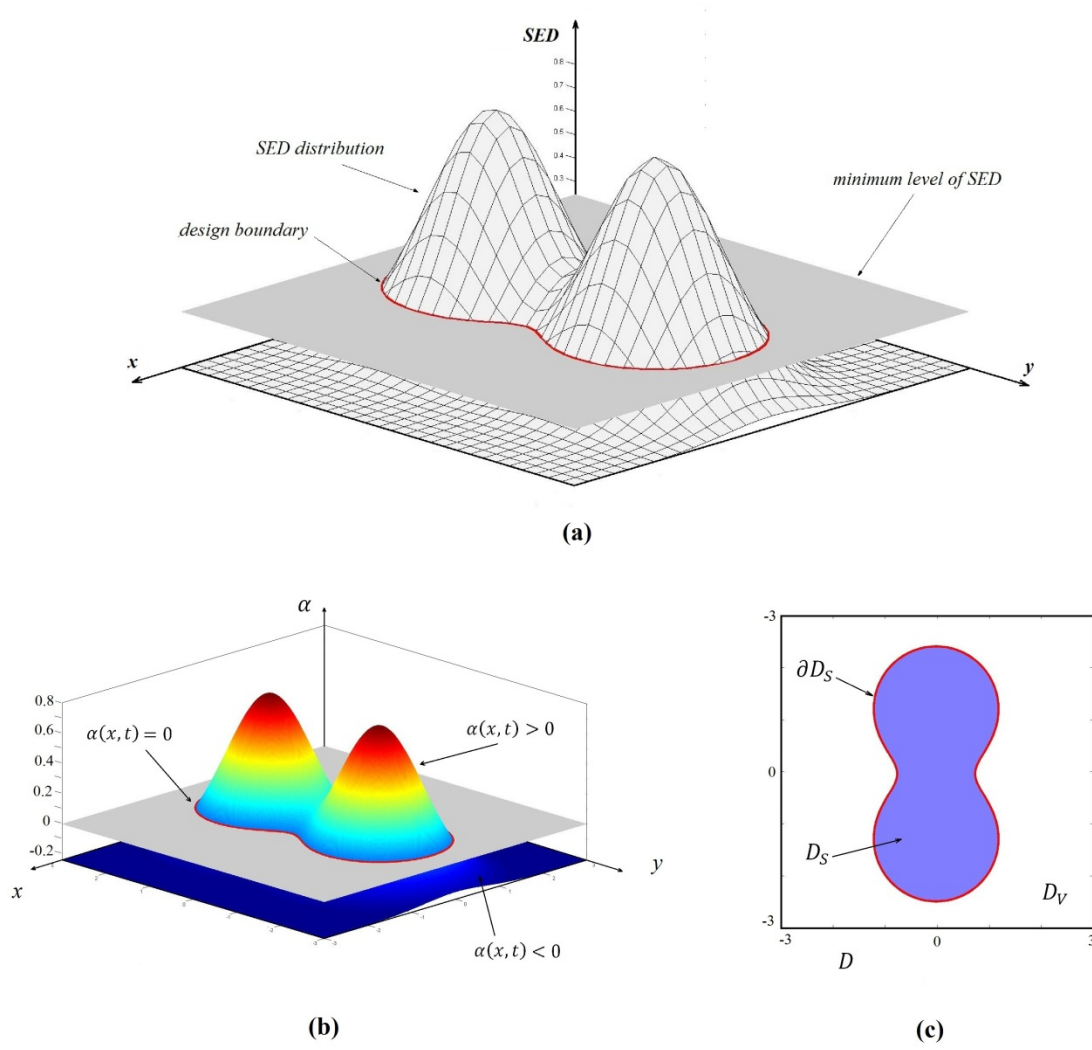 SED
0.8
0.7
0.6
0.5
0.4
0.3
SED distribution
minimum level of SED
design boundary
x
y
(a)
α
0.8
0.6
0.4
0.2
0
-0.2
α(x,t) = 0
α(x,t) > 0
α(x,t) < 0
x
y
(b)
-3
0
-3
-3
0
3
∂D_S
D_S
D_V
D
(c)